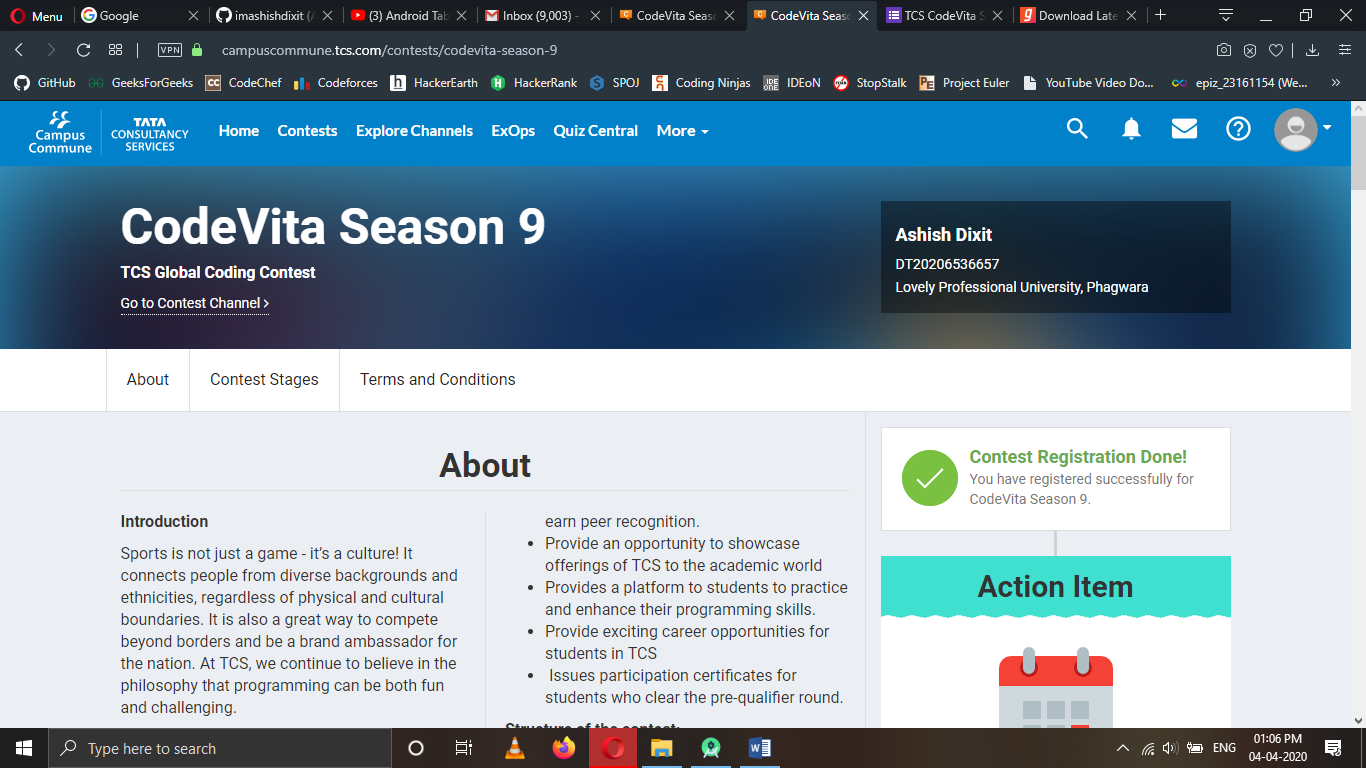 Menu
Google
imashishdixit (A
(3) Android Tab
Inbox (9,003) -
CodeVita Seaso
CodeVita Seaso
TCS CodeVita S
Download Late
VPN
campuscommune.tcs.com/contests/codevita-season-9
GitHub
GeeksForGeeks
CodeChef
Codeforces
HackerEarth
HackerRank
SPOJ
Coding Ninjas
IDEoN
StopStalk
Project Euler
YouTube Video Do...
epiz_23161154 (We...
Campus
Commune
TATA
CONSULTANCY
SERVICES
Home
Contests
Explore Channels
ExOps
Quiz Central
More
CodeVita Season 9
TCS Global Coding Contest
Go to Contest Channel >
Ashish Dixit
DT20206536657
Lovely Professional University, Phagwara
About
Contest Stages
Terms and Conditions
About
Introduction
Sports is not just a game - it's a culture! It
connects people from diverse backgrounds and
ethnicities, regardless of physical and cultural
boundaries. It is also a great way to compete
beyond borders and be a brand ambassador for
the nation. At TCS, we continue to believe in the
philosophy that programming can be both fun
and challenging.
earn peer recognition.
• Provide an opportunity to showcase
offerings of TCS to the academic world
• Provides a platform to students to practice
and enhance their programming skills.
• Provide exciting career opportunities for
students in TCS
• Issues participation certificates for
students who clear the pre-qualifier round.
Structure of the contest:
Contest Registration Done!
You have registered successfully for
CodeVita Season 9.
Action Item
Type here to search
ENG
01:06 PM
04-04-2020